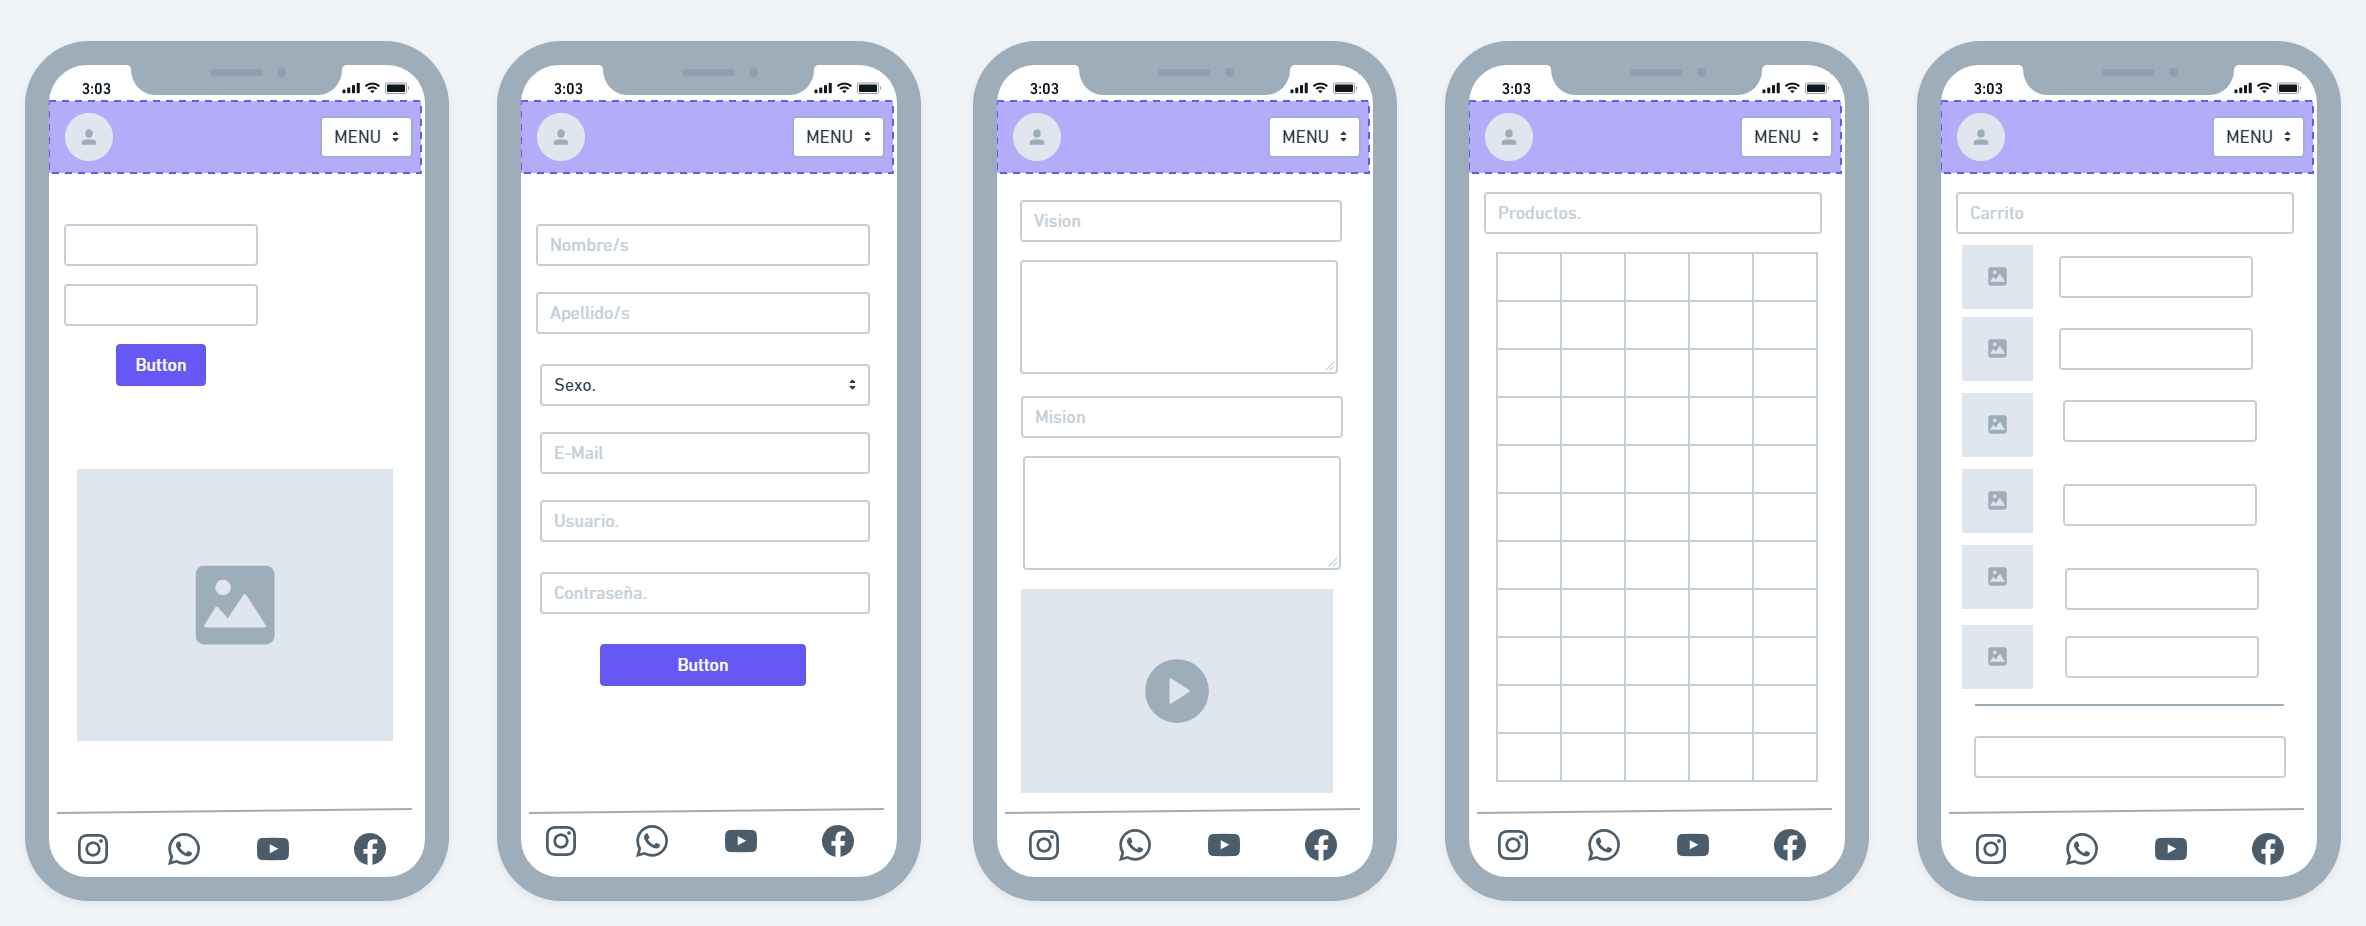 3:03
MENU
Button
3:03
MENU
Nombre/s
Apellido/s
Sexo.
E-Mail
Usuario.
Contraseña.
Button
3:03
MENU
Vision
Mision
3:03
MENU
Productos.
3:03
MENU
Carrito